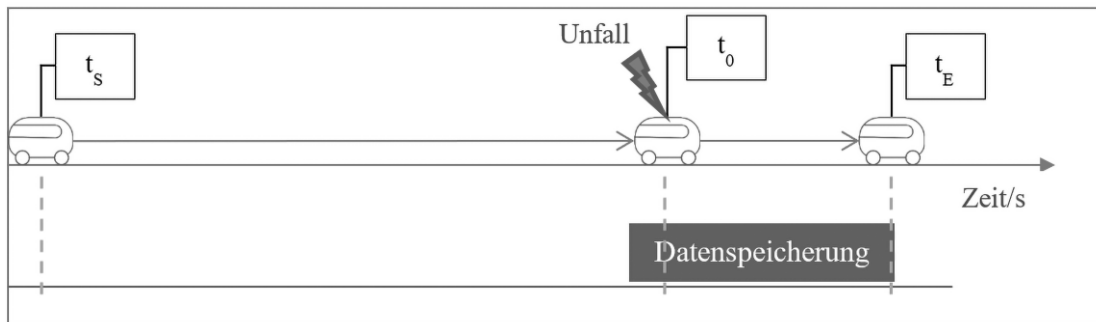 Unfall
t_S
t_0
t_E
Zeit/s
Datenspeicherung